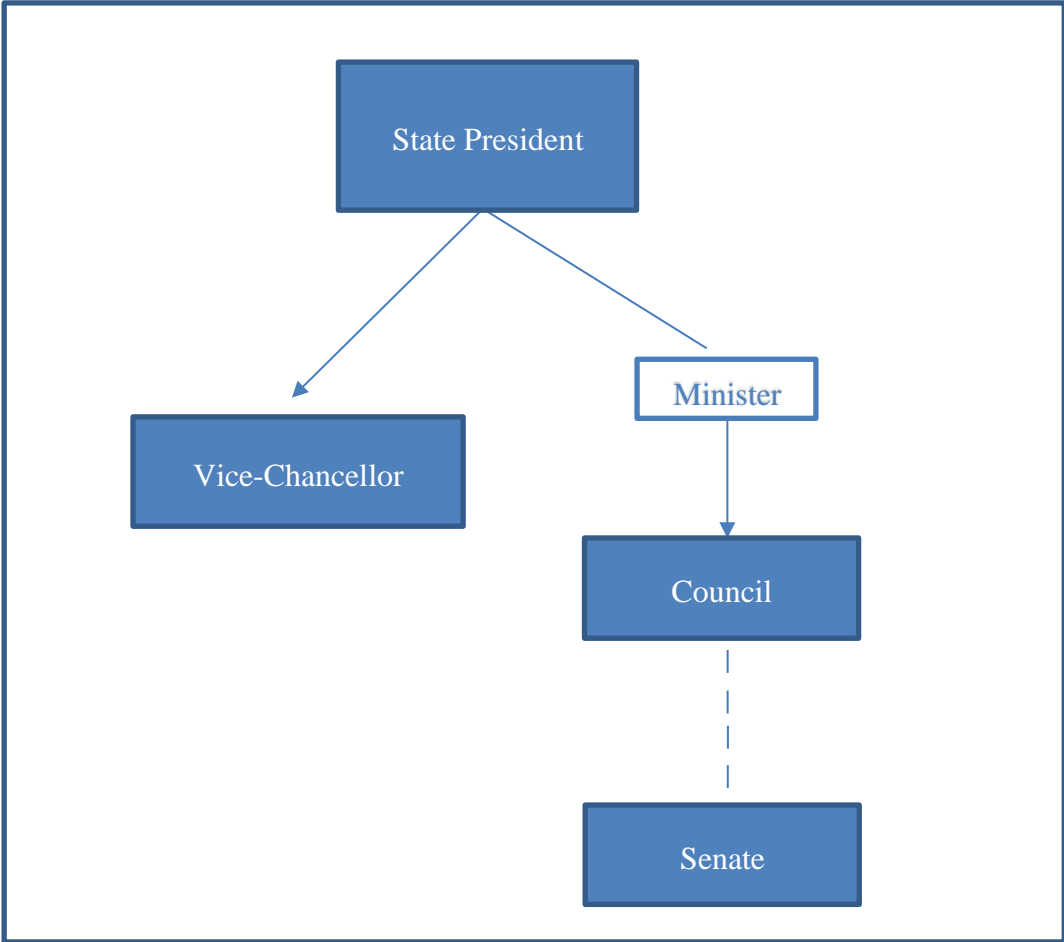 State President
Minister
Vice-Chancellor
Council
Senate